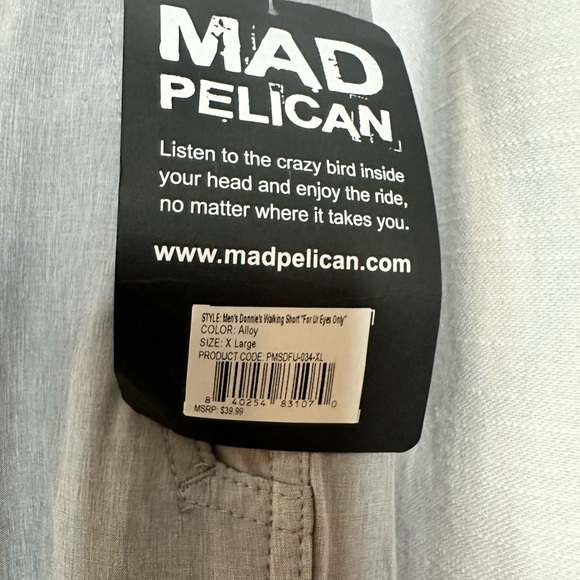 MAD
PELICAN
Listen to the crazy bird inside
your head and enjoy the ride,
no matter where it takes you.
www.madpelican.com
STYLE: Men's Donnie's Walking Short "For Ur Eyes Only"
COLOR: Alloy
SIZE: X Large
PRODUCT CODE: PMSDFU-034-XL
8 40254 83107 0
MSRP: $39.99